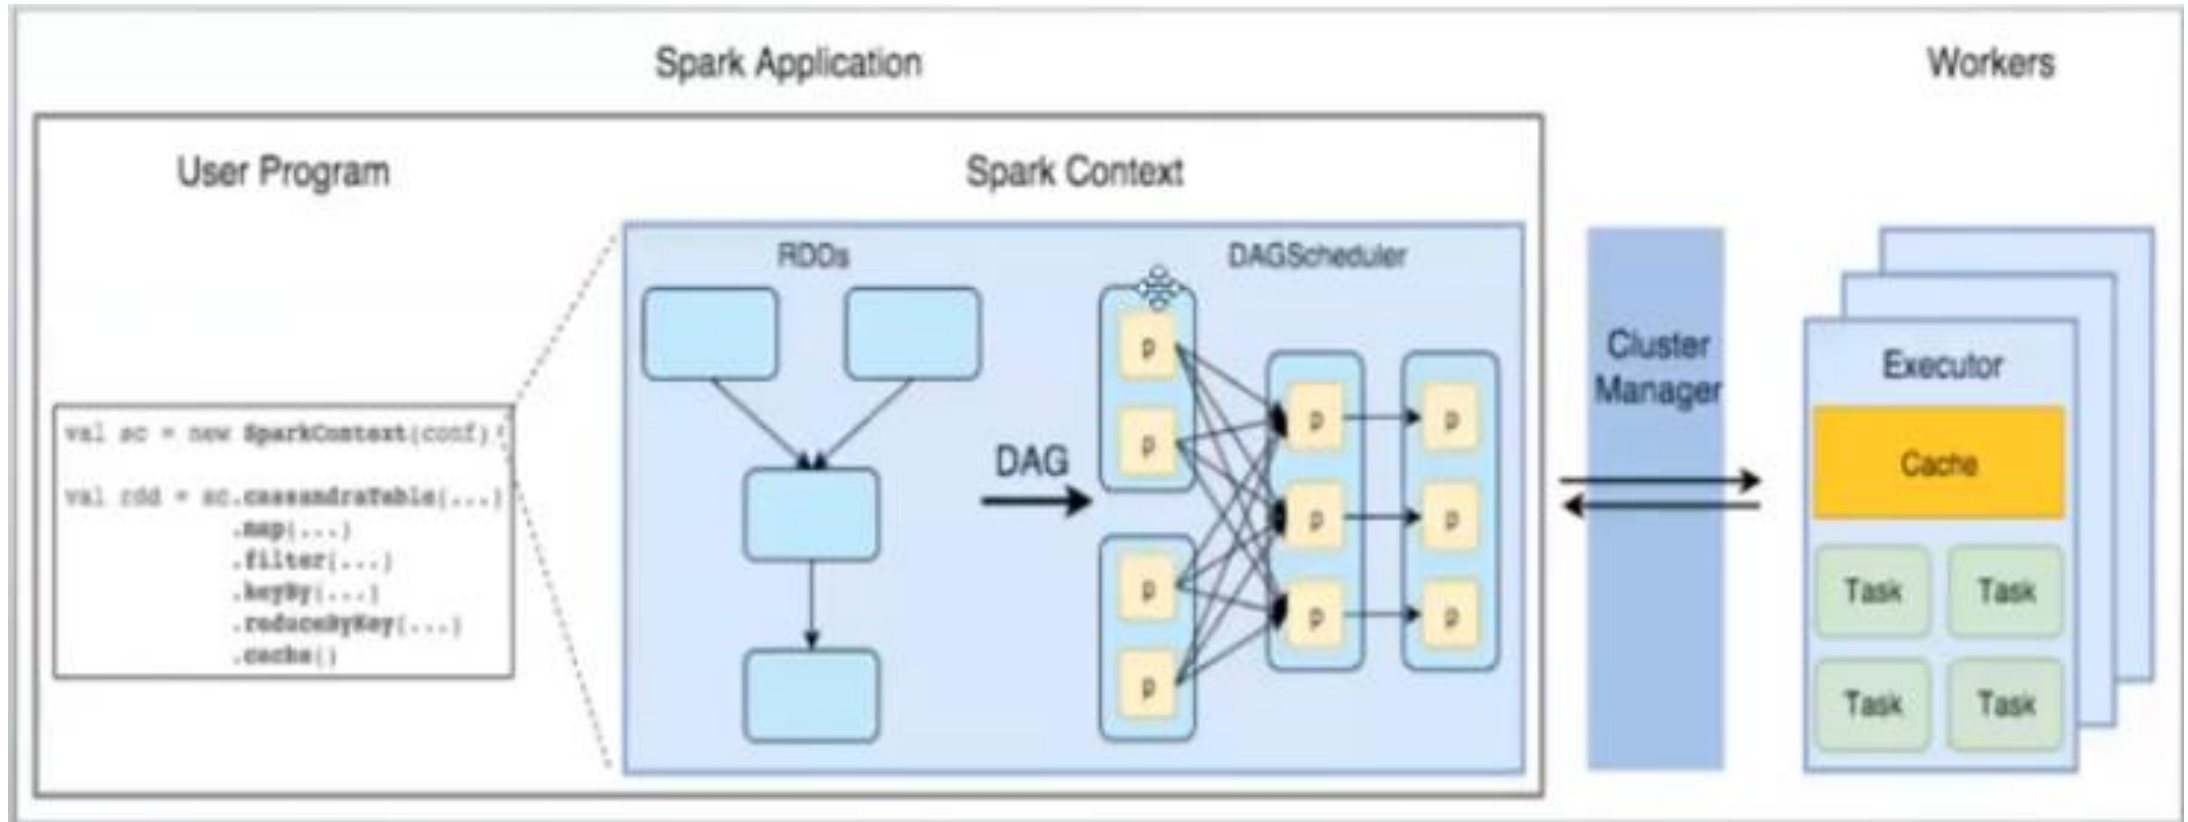 Spark Application
Workers
User Program
Spark Context
RDDs
DAGScheduler
val sc = new SparkContext(conf)
val rdd = sc.cassandraTable(...)
.map(...)
.filter(...)
.keyBy(...)
.reduceByKey(...)
.cache()
DAG
p
p
p
p
p
p
p
p
p
p
Cluster
Manager
Executor
Cache
Task Task
Task Task